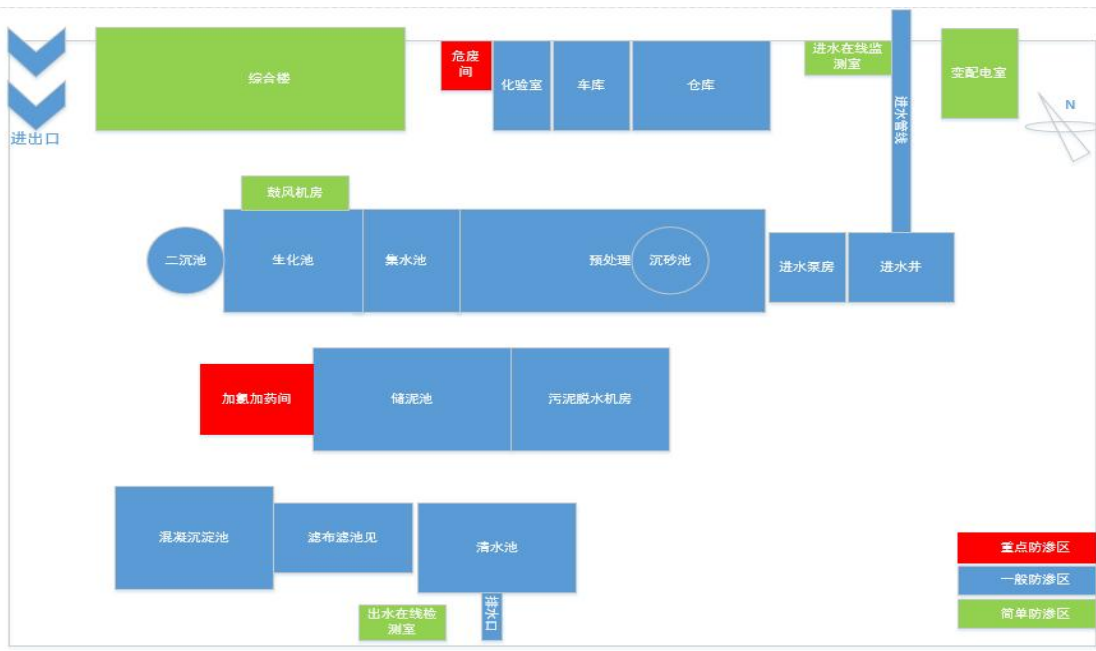 综合楼
危废
间
化验室
车库
仓库
进水在线监
测室
变配电室
进出口
进水管线
N
鼓风机房
二沉池
生化池
集水池
预处理
沉砂池
进水泵房
进水井
加氯加药间
储泥池
污泥脱水机房
混凝沉淀池
滤布滤池见
清水池
出水在线检
测室
排水口
重点防渗区
一般防渗区
简单防渗区